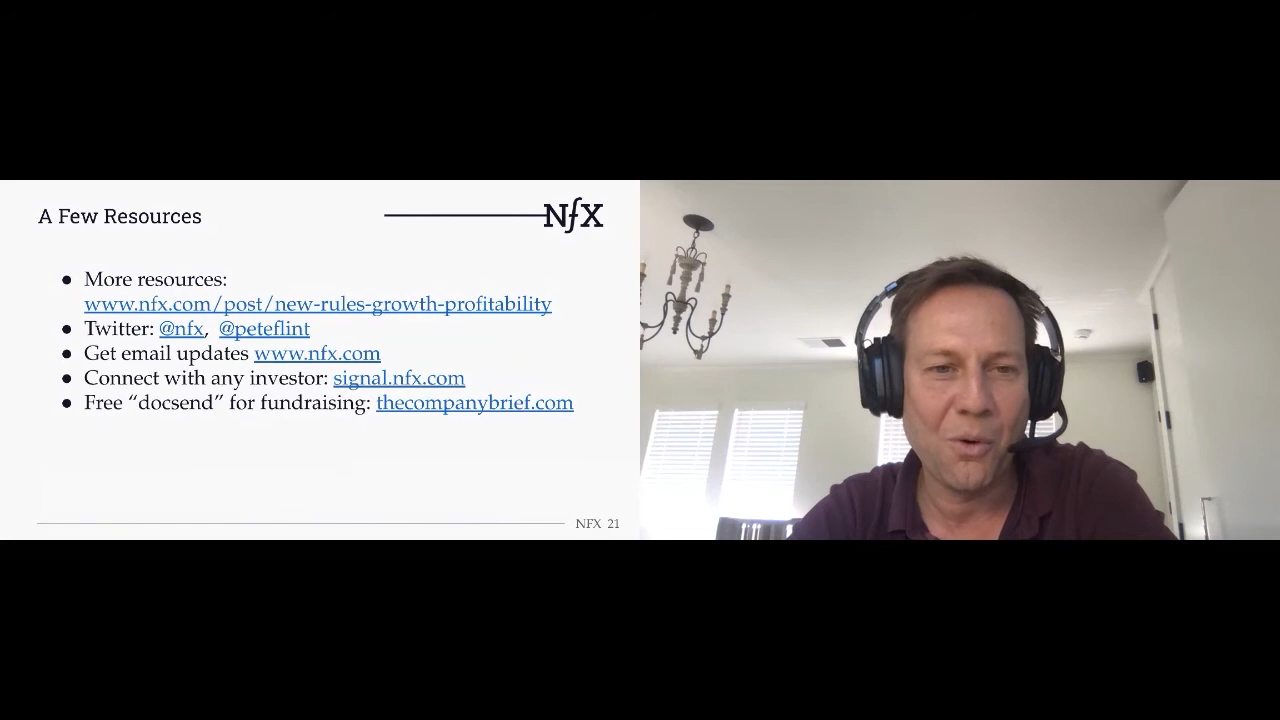 A Few Resources
NfX
● More resources:
www.nfx.com/post/new-rules-growth-profitability
● Twitter: @nfx, @peteflint
● Get email updates www.nfx.com
● Connect with any investor: signal.nfx.com
● Free “docsend” for fundraising: thecompanybrief.com
NFX 21